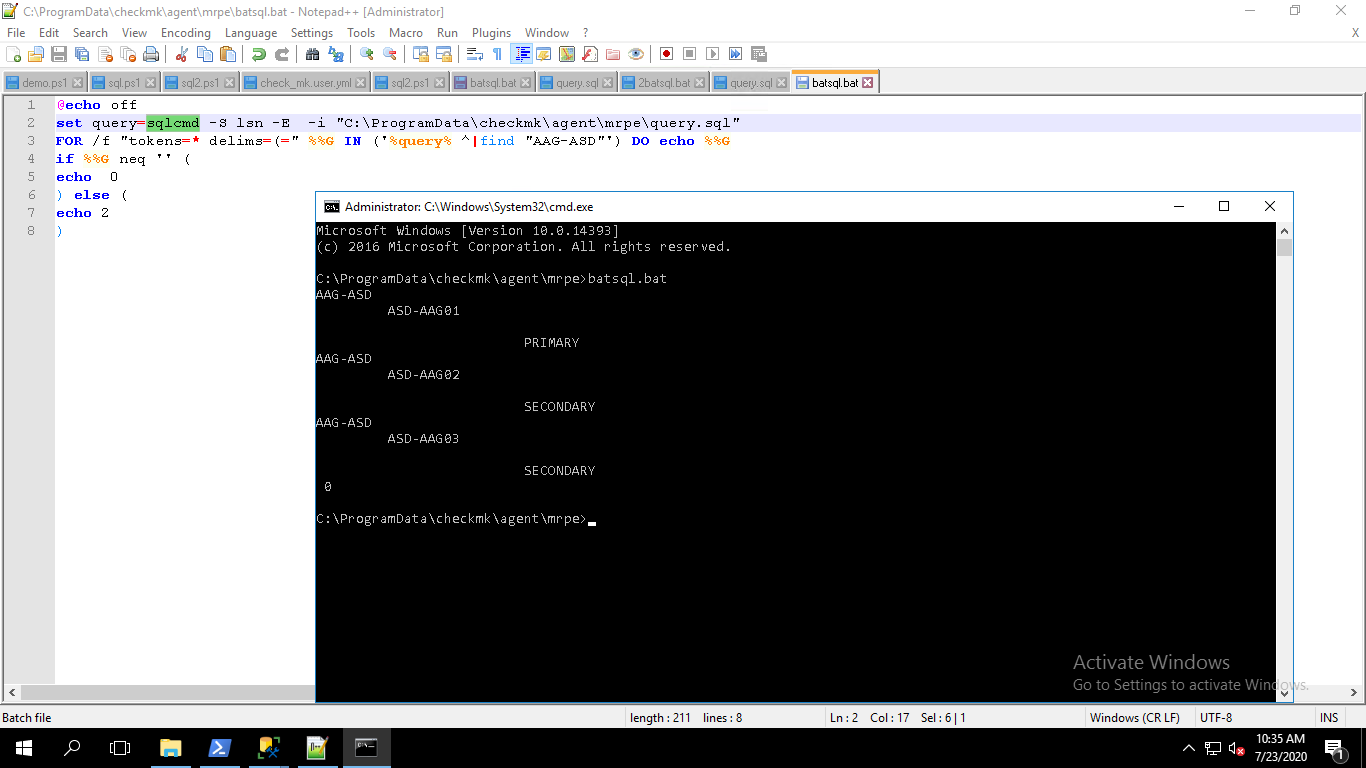 C:\ProgramData\checkmk\agent\mrpe\batsql.bat - Notepad++ [Administrator]
File Edit Search View Encoding Language Settings Tools Macro Run Plugins Window ? X
demo.ps1 sql.ps1 sql2.ps1 check_mk.user.yml sql2.ps1 batsql.bat query.sql 2batsql.bat query.sql batsql.bat
1 @echo off
2 set query=sqlcmd -S lsn -E  -i "C:\ProgramData\checkmk\agent\mrpe\query.sql"
3 FOR /f "tokens=* delims=(=" %%G IN ('%query% ^|find "AAG-ASD"') DO echo %%G
4 if %%G neq '' (
5 echo  0
6 ) else (
7 echo 2
8 )
Administrator: C:\Windows\System32\cmd.exe
Microsoft Windows [Version 10.0.14393]
(c) 2016 Microsoft Corporation. All rights reserved.
C:\ProgramData\checkmk\agent\mrpe>batsql.bat
AAG-ASD
ASD-AAG01
PRIMARY
AAG-ASD
ASD-AAG02
SECONDARY
AAG-ASD
ASD-AAG03
SECONDARY
0
C:\ProgramData\checkmk\agent\mrpe>
Activate Windows
Go to Settings to activate Windows.
Batch file length : 211 lines : 8 Ln : 2 Col : 17 Sel : 6 | 1 Windows (CR LF) UTF-8 INS
10:35 AM
7/23/2020
1